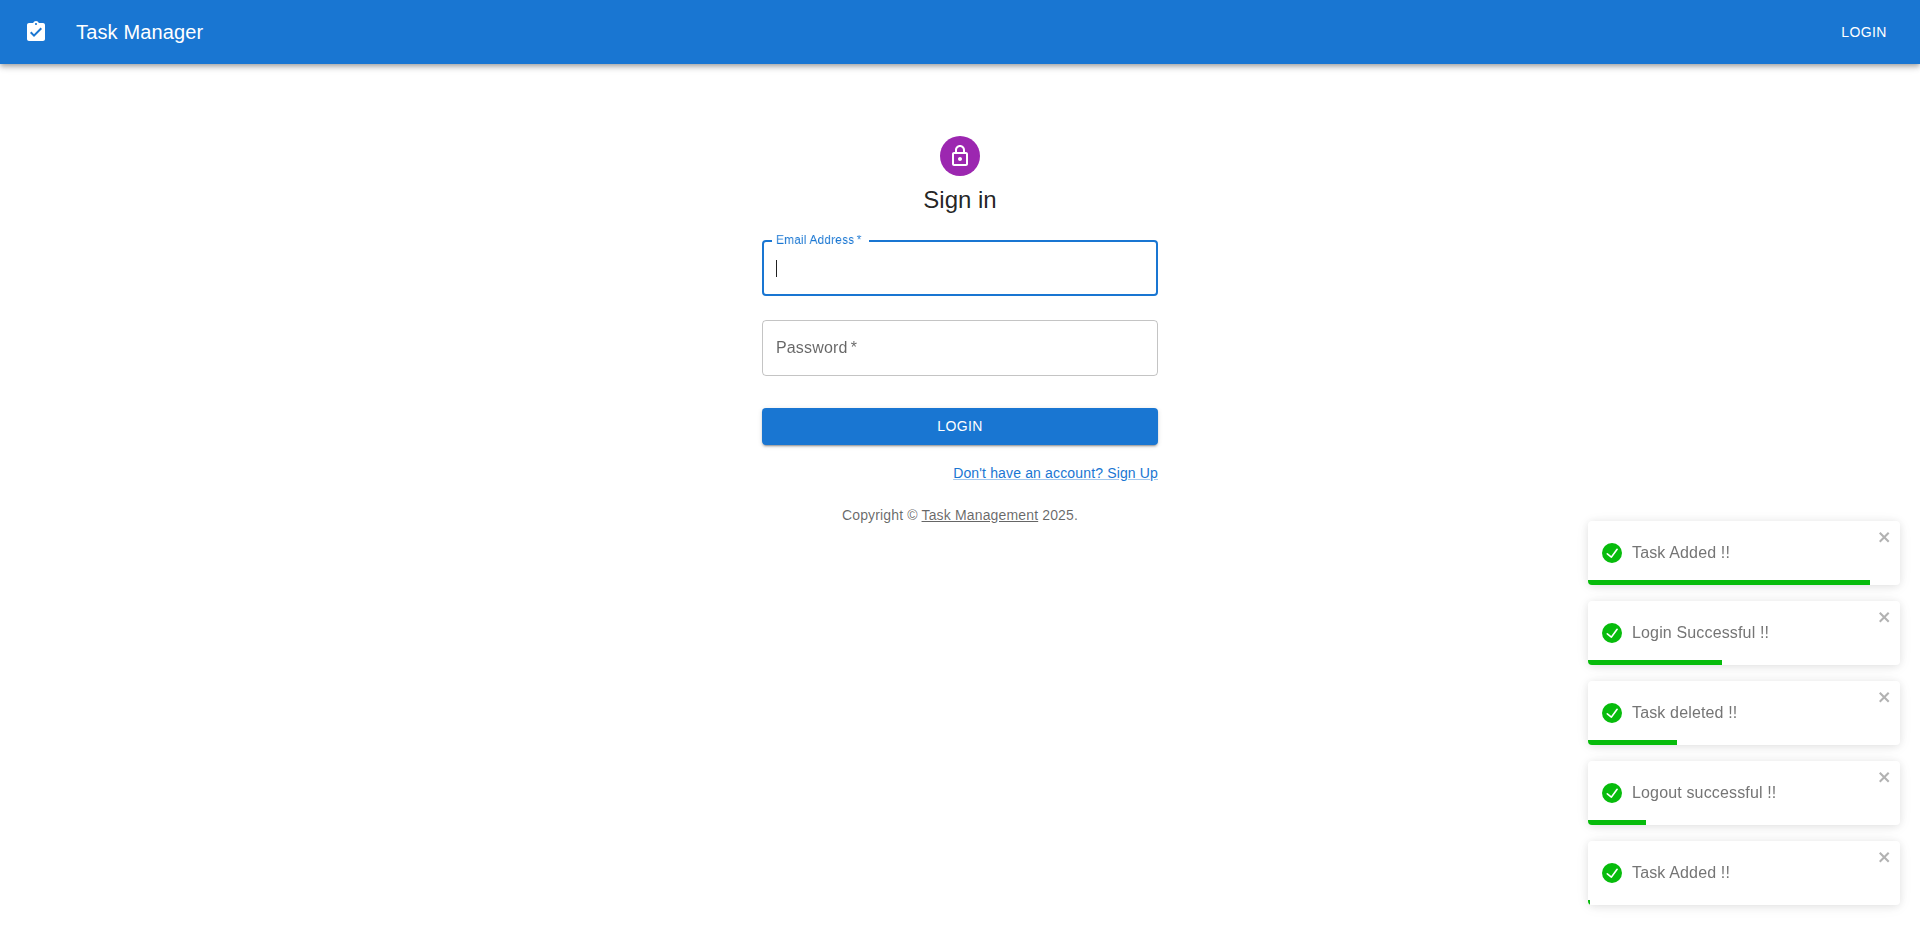 Task Manager
LOGIN
Sign in
Email Address *
Password *
LOGIN
Don't have an account? Sign Up
Copyright © Task Management 2025.
Task Added !!
Login Successful !!
Task deleted !!
Logout successful !!
Task Added !!